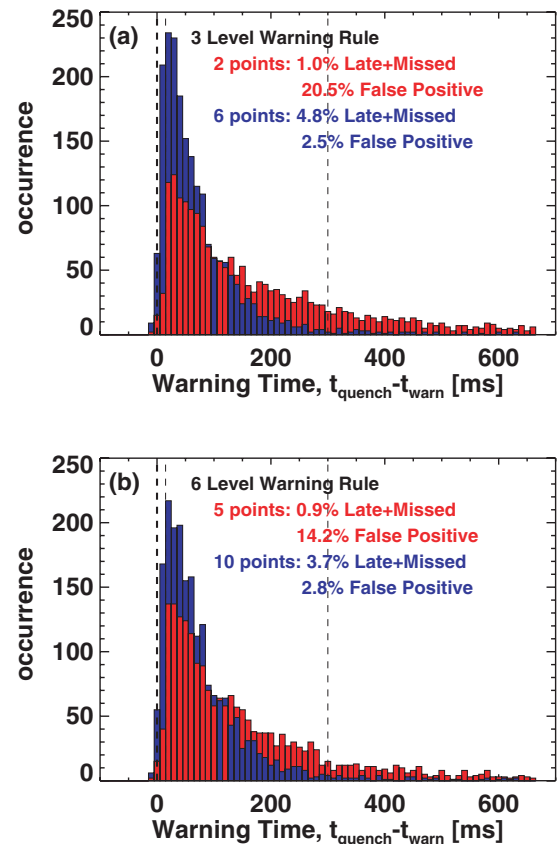 (a)
3 Level Warning Rule
2 points: 1.0% Late+Missed
20.5% False Positive
6 points: 4.8% Late+Missed
2.5% False Positive
250
200
150
100
50
0
occurrence
0 200 400 600
Warning Time, t_quench-t_warn [ms]
(b)
6 Level Warning Rule
5 points: 0.9% Late+Missed
14.2% False Positive
10 points: 3.7% Late+Missed
2.8% False Positive
250
200
150
100
50
0
occurrence
0 200 400 600
Warning Time, t_quench-t_warn [ms]